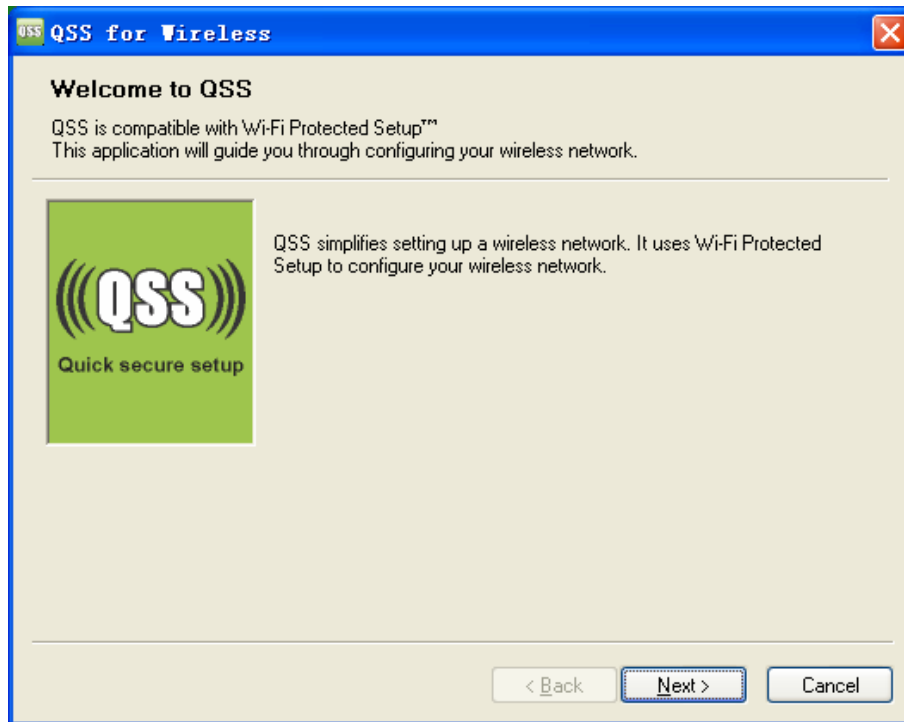 QSS QSS for Wireless
Welcome to QSS
QSS is compatible with Wi-Fi Protected Setup™
This application will guide you through configuring your wireless network.
QSS simplifies setting up a wireless network. It uses Wi-Fi Protected
Setup to configure your wireless network.
(((QSS)))
Quick secure setup
< Back Next > Cancel